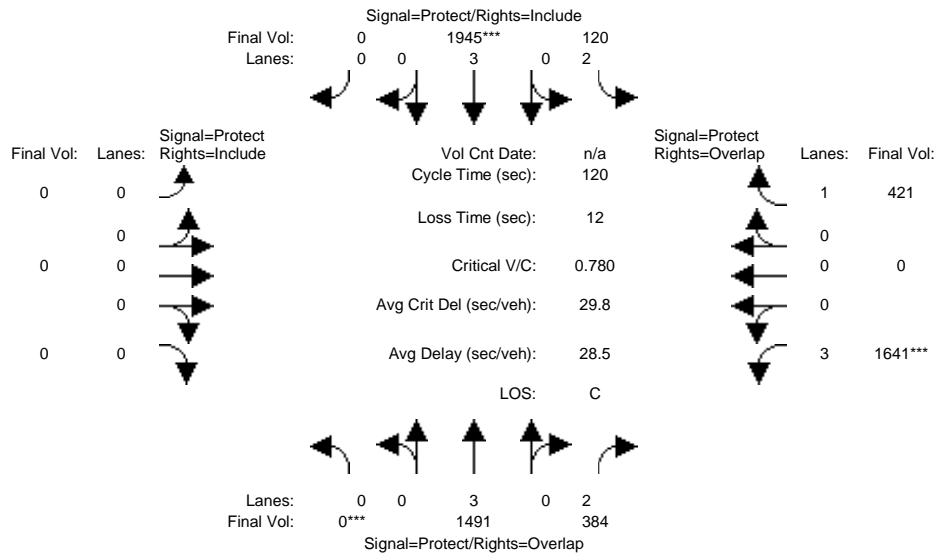 Signal=Protect/Rights=Include
Final Vol: 0 1945*** 120
Lanes: 0 0 3 0 2
Signal=Protect
Final Vol: Lanes: Rights=Include
Vol Cnt Date: n/a
Signal=Protect
Rights=Overlap Lanes: Final Vol:
Cycle Time (sec): 120
0 0
1 421
Loss Time (sec): 12
0
0
0 0
Critical V/C: 0.780
0 0
0
Avg Crit Del (sec/veh): 29.8
0
0 0
Avg Delay (sec/veh): 28.5
3 1641***
LOS: C
Lanes: 0 0 3 0 2
Final Vol: 0*** 1491 384
Signal=Protect/Rights=Overlap